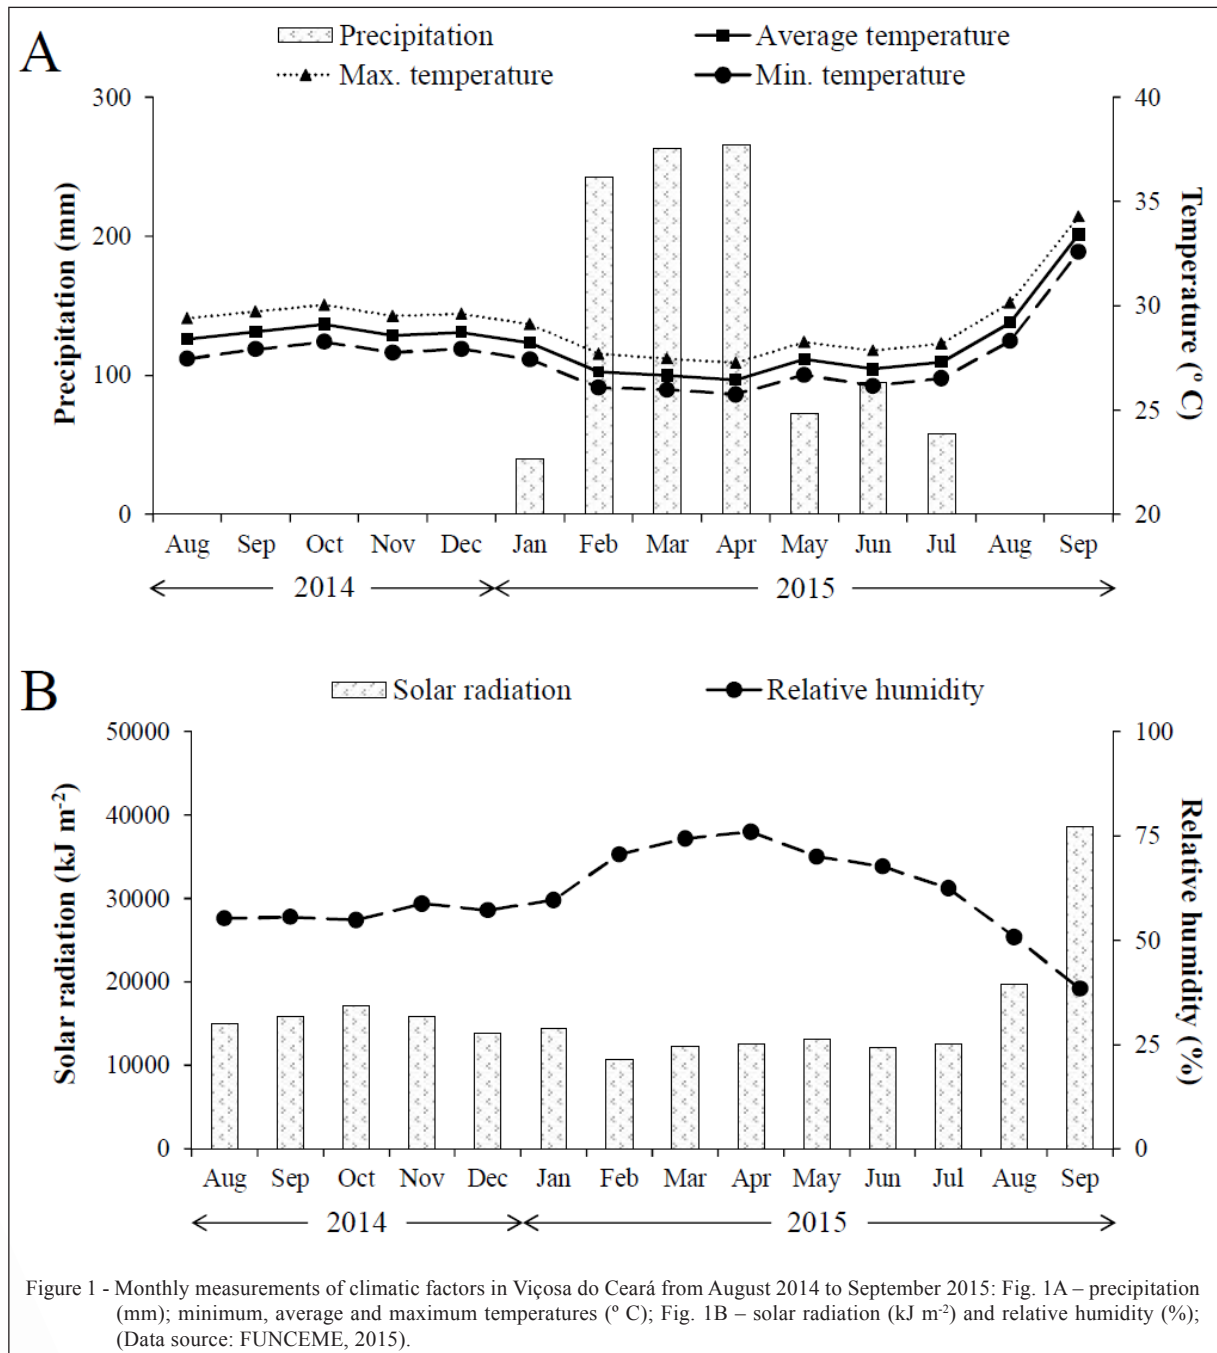 A
Precipitation
Average temperature
Max. temperature
Min. temperature
300
200
100
0
Precipitation (mm)
40
35
30
25
20
Temperature (º C)
Aug Sep Oct Nov Dec Jan Feb Mar Apr May Jun Jul Aug Sep
2014 2015
B
Solar radiation
Relative humidity
50000
40000
30000
20000
10000
0
Solar radiation (kJ m-2)
100
75
50
25
0
Relative humidity (%)
Aug Sep Oct Nov Dec Jan Feb Mar Apr May Jun Jul Aug Sep
2014 2015
Figure 1 - Monthly measurements of climatic factors in Viçosa do Ceará from August 2014 to September 2015: Fig. 1A – precipitation
(mm); minimum, average and maximum temperatures (º C); Fig. 1B – solar radiation (kJ m-2) and relative humidity (%);
(Data source: FUNCEME, 2015).